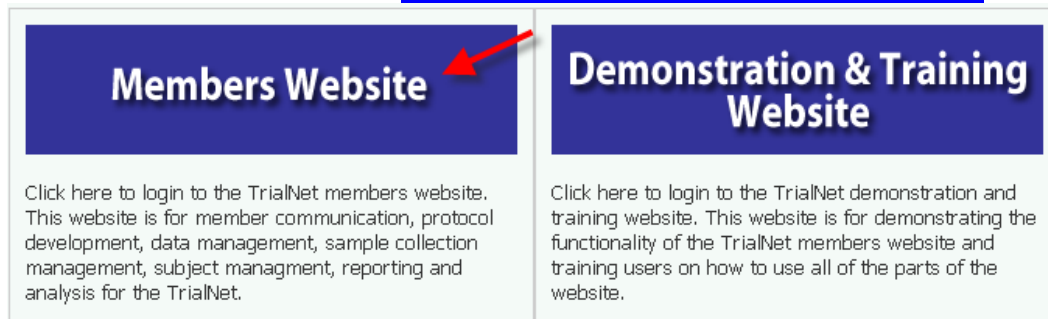 Members Website
Click here to login to the TrialNet members website.
This website is for member communication, protocol
development, data management, sample collection
management, subject managment, reporting and
analysis for the TrialNet.
Demonstration & Training
Website
Click here to login to the TrialNet demonstration and
training website. This website is for demonstrating the
functionality of the TrialNet members website and
training users on how to use all of the parts of the
website.